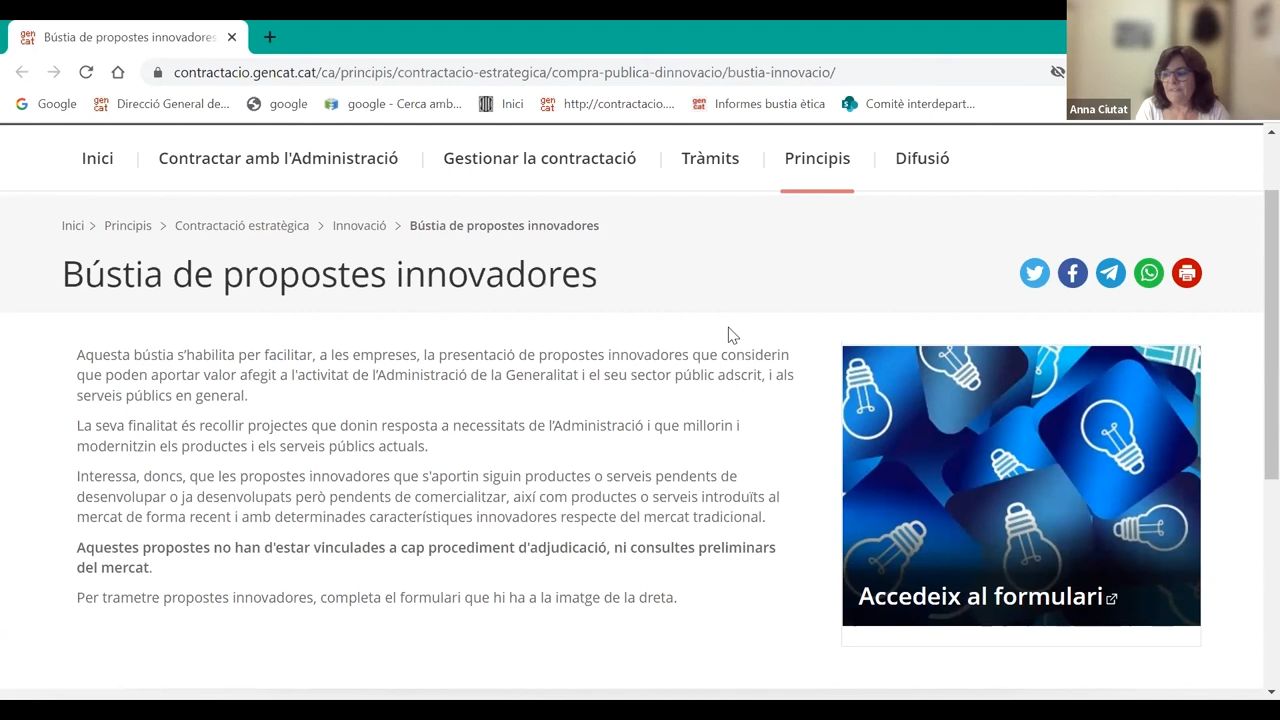 gen cat Bústia de propostes innovadores
contractacio.gencat.cat/ca/principis/contractacio-estrategica/compra-publica-dinnovacio/bustia-innovacio/
Google gen cat Direcció General de... google google - Cerca amb... Inici gen cat http://contractacio.... gen cat Informes bustia ètica Comitè interdepart...
Anna Ciutat
Inici Contractar amb l'Administració Gestionar la contractació Tràmits Principis Difusió
Inici > Principis > Contractació estratègica > Innovació > Bústia de propostes innovadores
Bústia de propostes innovadores
Aquesta bústia s’habilita per facilitar, a les empreses, la presentació de propostes innovadores que considerin
que poden aportar valor afegit a l'activitat de l’Administració de la Generalitat i el seu sector públic adscrit, i als
serveis públics en general.
La seva finalitat és recollir projectes que donin resposta a necessitats de l’Administració i que millorin i
modernitzin els productes i els serveis públics actuals.
Interessa, doncs, que les propostes innovadores que s'aportin siguin productes o serveis pendents de
desenvolupar o ja desenvolupats però pendents de comercialitzar, així com productes o serveis introduïts al
mercat de forma recent i amb determinades característiques innovadores respecte del mercat tradicional.
Aquestes propostes no han d'estar vinculades a cap procediment d'adjudicació, ni consultes preliminars
del mercat.
Per trametre propostes innovadores, completa el formulari que hi ha a la imatge de la dreta.
Accedeix al formulari